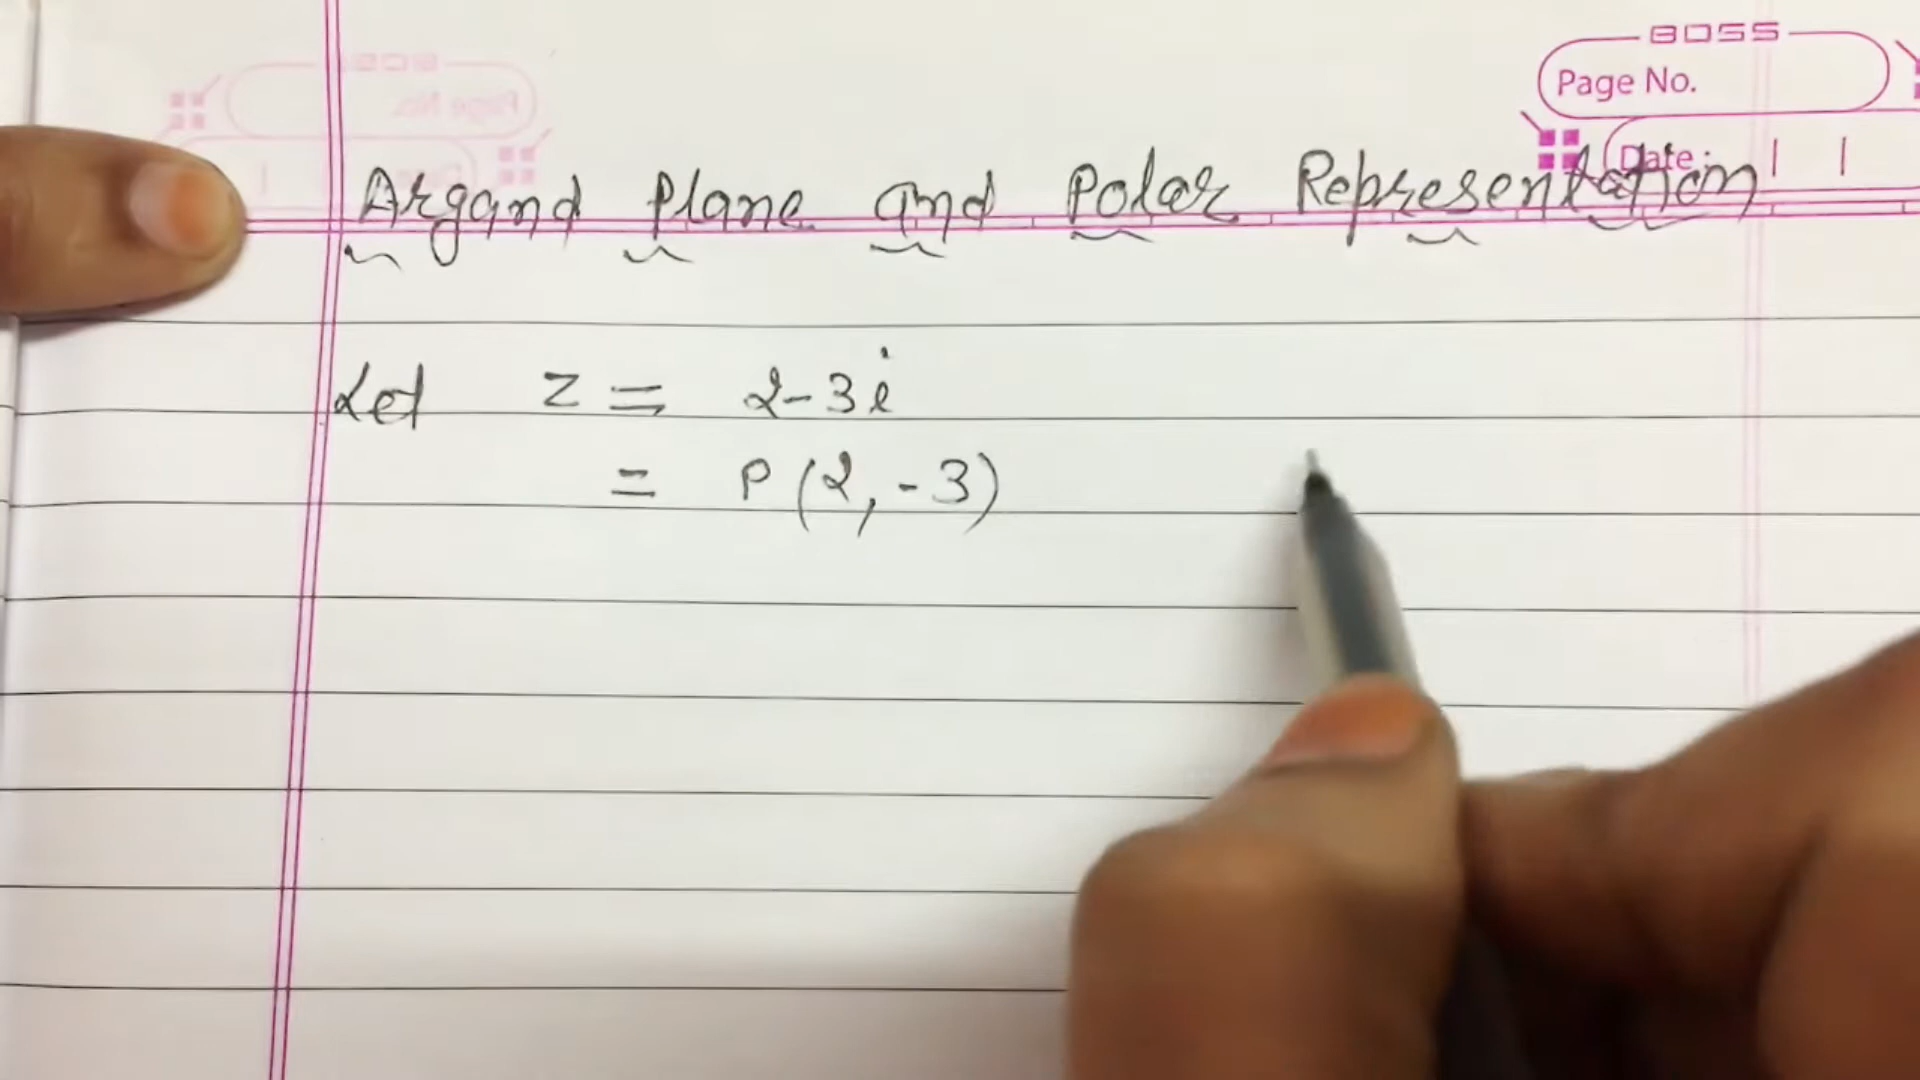 BOSS
Page No.
Date :
Argand Plane and Polar Representation
Let z = 2-3i
= P (2, -3)